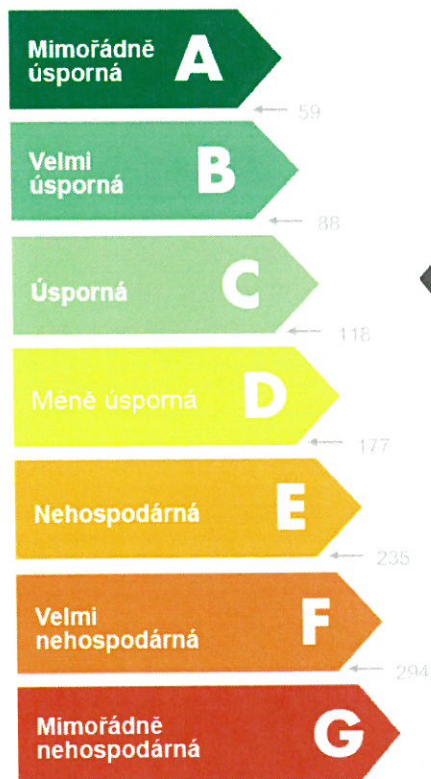 Mimořádně
úsporná
A
59
Velmi
úsporná
B
88
Úsporná
C
118
Méně úsporná
D
177
Nehospodárná
E
235
Velmi
nehospodárná
F
294
Mimořádně
nehospodárná
G